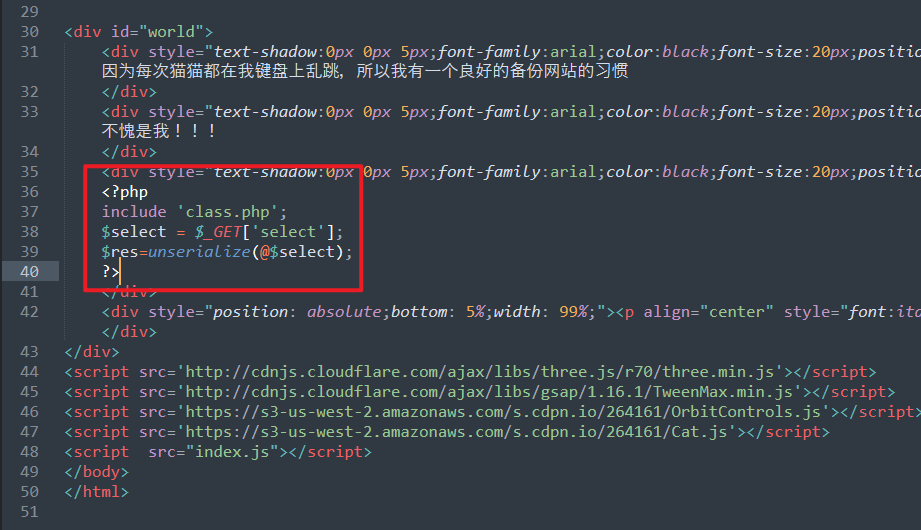 29
30 <div id="world">
31 <div style="text-shadow:0px 0px 5px;font-family:arial;color:black;font-size:20px;positio
因为每次猫猫都在我键盘上乱跳，所以我有一个良好的备份网站的习惯
32 </div>
33 <div style="text-shadow:0px 0px 5px;font-family:arial;color:black;font-size:20px;positio
不愧是我！！！
34 </div>
35 <div style="text-shadow:0px 0px 5px;font-family:arial;color:black;font-size:20px;positio
36 <?php
37 include 'class.php';
38 $select = $_GET['select'];
39 $res=unserialize(@$select);
40 ?>
41 </div>
42 <div style="position: absolute;bottom: 5%;width: 99%;"><p align="center" style="font:ita
</div>
43 </div>
44 <script src='http://cdnjs.cloudflare.com/ajax/libs/three.js/r70/three.min.js'></script>
45 <script src='http://cdnjs.cloudflare.com/ajax/libs/gsap/1.16.1/TweenMax.min.js'></script>
46 <script src='https://s3-us-west-2.amazonaws.com/s.cdpn.io/264161/OrbitControls.js'></script>
47 <script src='https://s3-us-west-2.amazonaws.com/s.cdpn.io/264161/Cat.js'></script>
48 <script  src="index.js"></script>
49 </body>
50 </html>
51